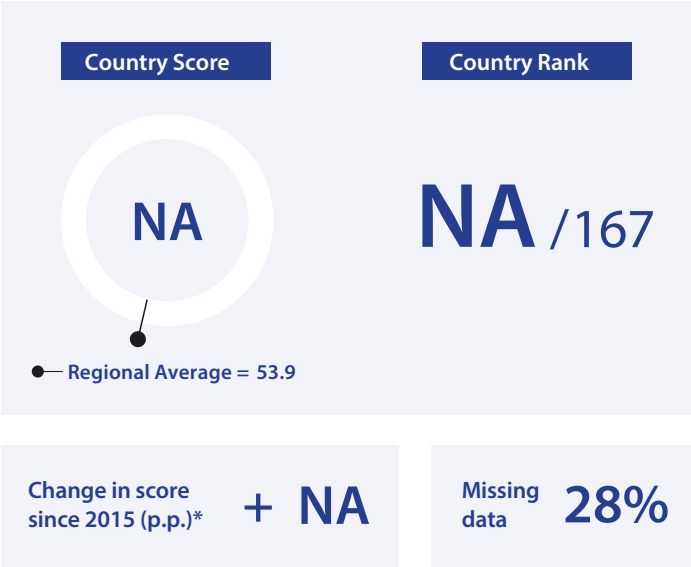 Country Score
Country Rank
NA
NA /167
Regional Average = 53.9
Change in score
since 2015 (p.p.)*
+ NA
Missing
data
28%